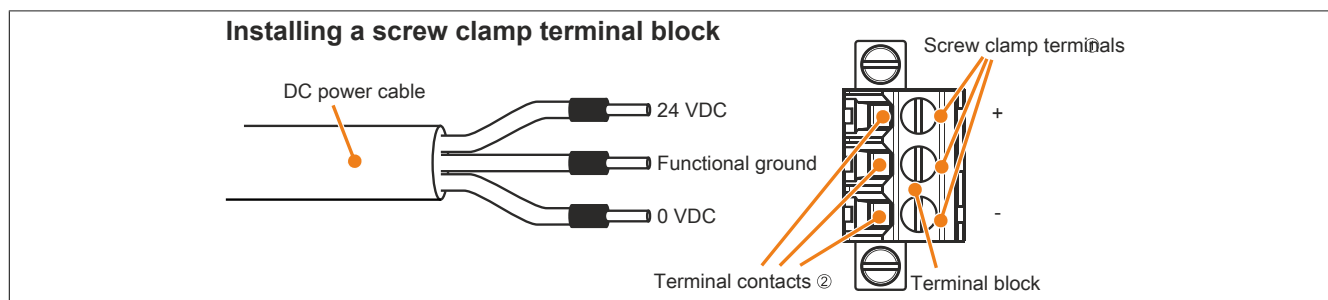 Installing a screw clamp terminal block
Screw clamp terminals ①
DC power cable
24 VDC
+
Functional ground
0 VDC
-
Terminal contacts ②
Terminal block